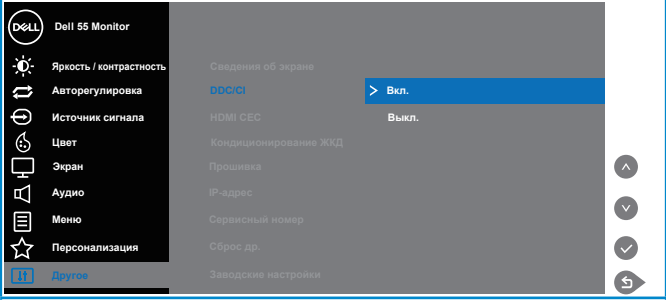 DELL
Dell 55 Monitor
Яркость / контрастность
Сведения об экране
Авторегулировка
DDC/CI
> Вкл.
Источник сигнала
HDMI CEC
Выкл.
Цвет
Кондиционирование ЖКД
Экран
Прошивка
Аудио
IP-адрес
Меню
Сервисный номер
Персонализация
Сброс др.
Другое
Заводские настройки